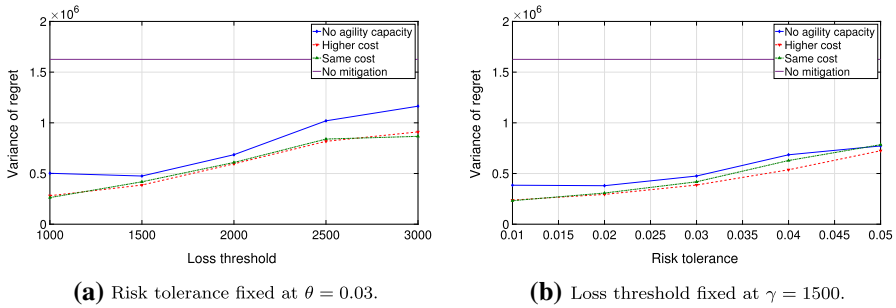 ×10^6
2
1.5
1
0.5
0
Variance of regret
No agility capacity
Higher cost
Same cost
No mitigation
1000 1500 2000 2500 3000
Loss threshold
(a) Risk tolerance fixed at θ = 0.03.
×10^6
2
1.5
1
0.5
0
Variance of regret
No agility capacity
Higher cost
Same cost
No mitigation
0.01 0.015 0.02 0.025 0.03 0.035 0.04 0.045 0.05
Risk tolerance
(b) Loss threshold fixed at γ = 1500.